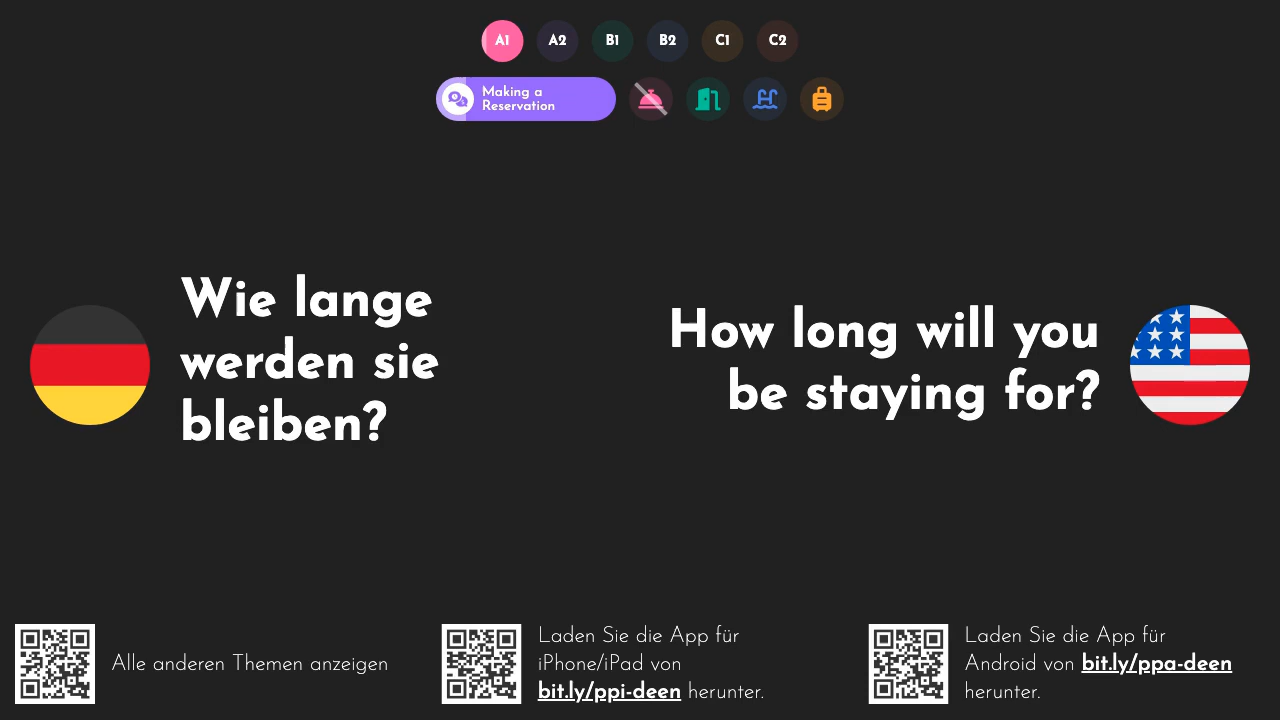 A1 A2 B1 B2 C1 C2
Making a
Reservation
Wie lange
werden sie
bleiben?
How long will you
be staying for?
Alle anderen Themen anzeigen
Laden Sie die App für
iPhone/iPad von
bit.ly/ppi-deen herunter.
Laden Sie die App für
Android von bit.ly/ppa-deen
herunter.